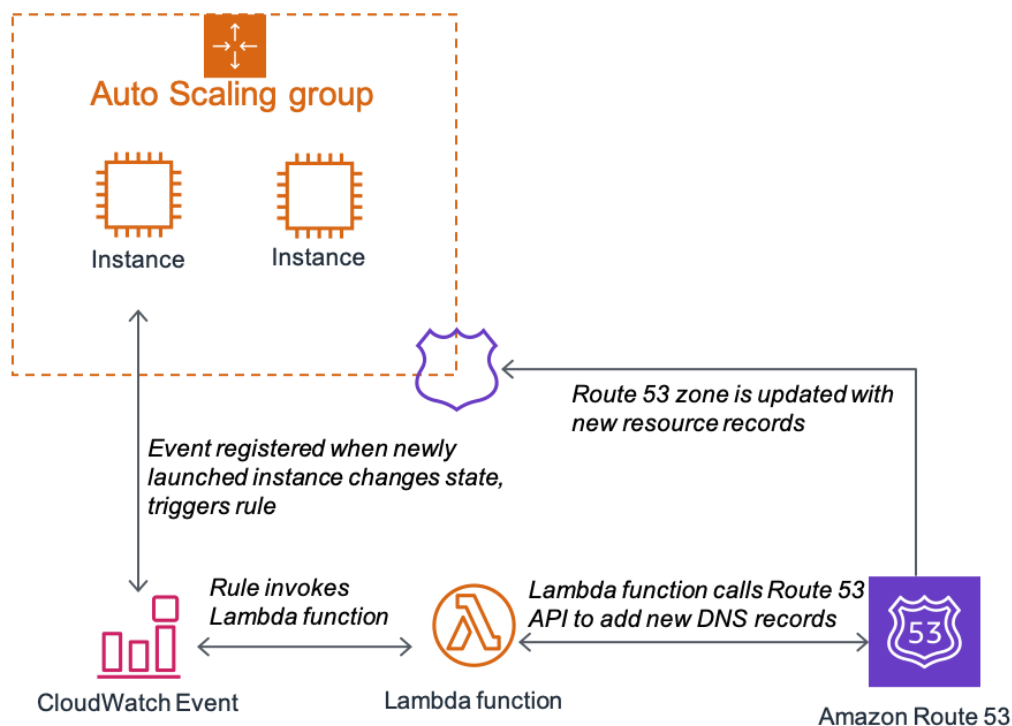 Auto Scaling group
Instance
Instance
Route 53 zone is updated with
new resource records
Event registered when newly
launched instance changes state,
triggers rule
Rule invokes
Lambda function
Lambda function calls Route 53
API to add new DNS records
53
CloudWatch Event
Lambda function
Amazon Route 53